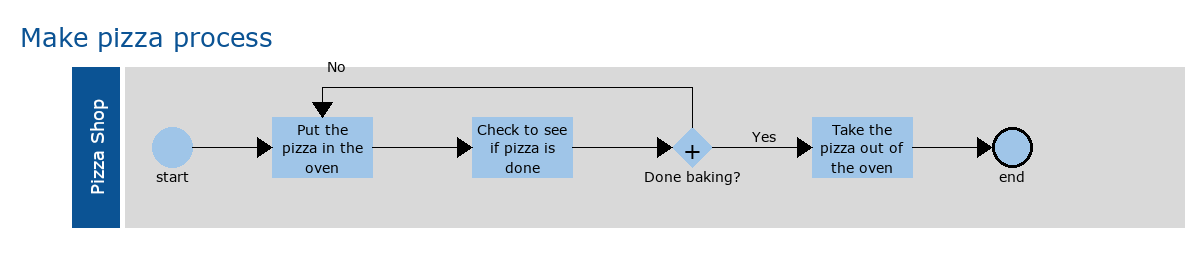 Make pizza process
No
Pizza Shop
start
Put the
pizza in the
oven
Check to see
if pizza is
done
+
Done baking?
Yes
Take the
pizza out of
the oven
end